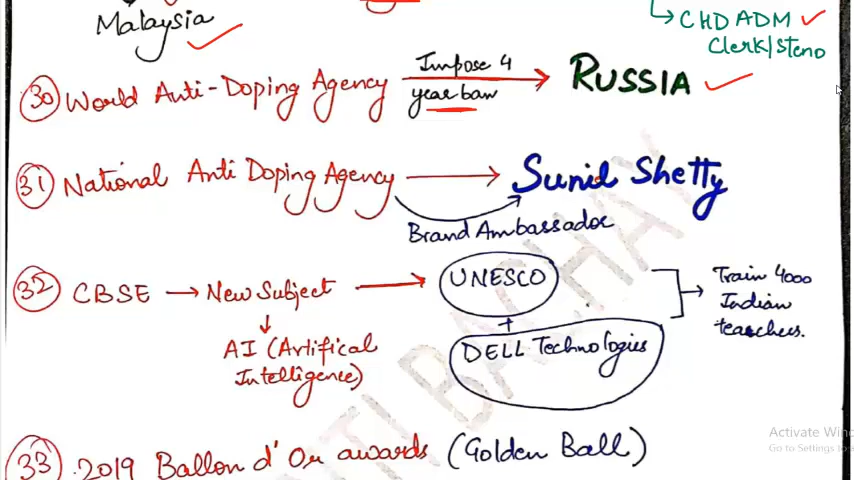 Malaysia
↳ CHD ADM ✓
Clerk/Steno
30 World Anti-Doping Agency Impose 4 year ban → RUSSIA ✓
31 National Anti Doping Agency → Sunil Shetty
Brand Ambassador
32 CBSE → New Subject → UNESCO
+
DELL Technologies
Train 4000
Indian
teachers.
↓
AI (Artifical
Intelligence)
33 2019 Ballon d'Or awards (Golden Ball)
Activate Win
Go to Settings to